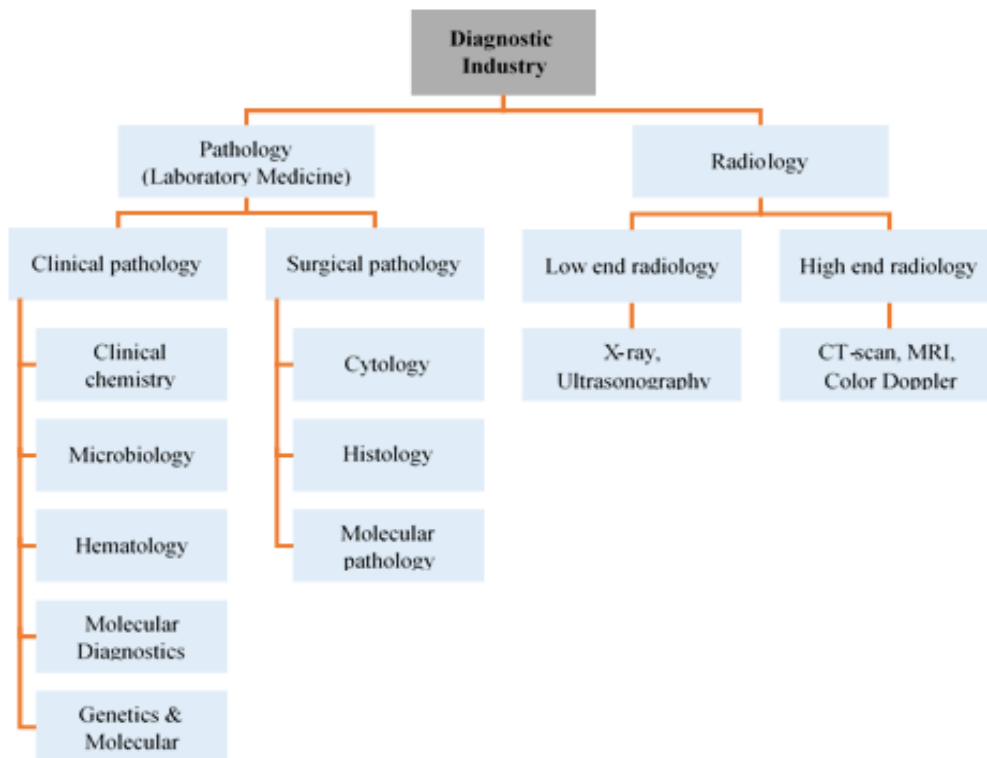 Diagnostic
Industry
Pathology
(Laboratory Medicine)
Radiology
Clinical pathology
Surgical pathology
Low end radiology
High end radiology
Clinical
chemistry
Cytology
X-ray,
Ultrasonography
CT-scan, MRI,
Color Doppler
Microbiology
Histology
Hematology
Molecular
pathology
Molecular
Diagnostics
Genetics &
Molecular